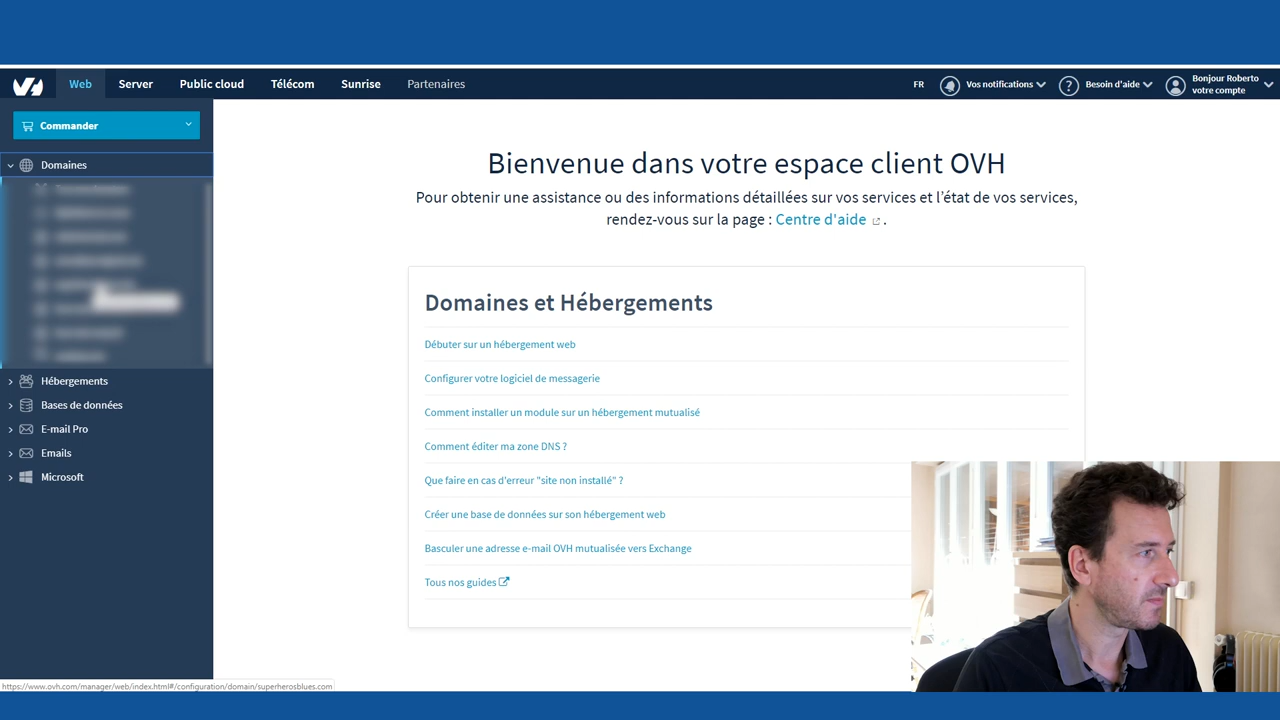 Web
Server
Public cloud
Télécom
Sunrise
Partenaires
FR
Vos notifications
Besoin d'aide
Bonjour Roberto
votre compte
Commander
Domaines
Hébergements
Bases de données
E-mail Pro
Emails
Microsoft
Bienvenue dans votre espace client OVH
Pour obtenir une assistance ou des informations détaillées sur vos services et l’état de vos services,
rendez-vous sur la page : Centre d'aide .
Domaines et Hébergements
Débuter sur un hébergement web
Configurer votre logiciel de messagerie
Comment installer un module sur un hébergement mutualisé
Comment éditer ma zone DNS ?
Que faire en cas d'erreur "site non installé" ?
Créer une base de données sur son hébergement web
Basculer une adresse e-mail OVH mutualisée vers Exchange
Tous nos guides
https://www.ovh.com/manager/web/index.html#/configuration/domain/superherosblues.com